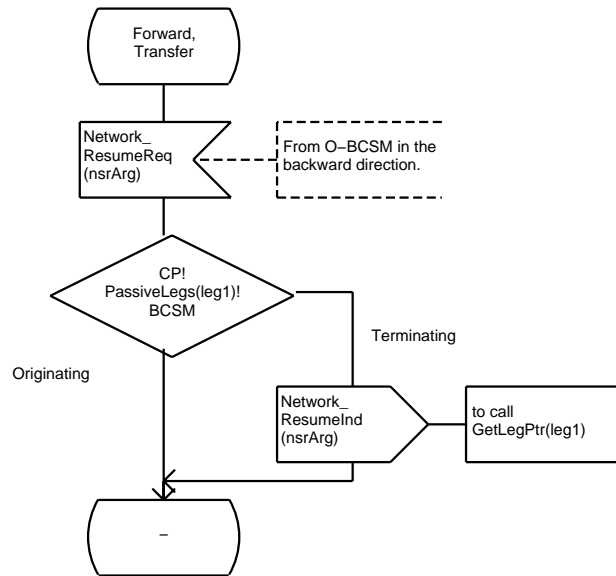 Forward,
Transfer
Network_
ResumeReq
(nsrArg)
From O−BCSM in the
backward direction.
CP!
PassiveLegs(leg1)!
BCSM
Terminating
Originating
Network_
ResumeInd
(nsrArg)
to call
GetLegPtr(leg1)
−